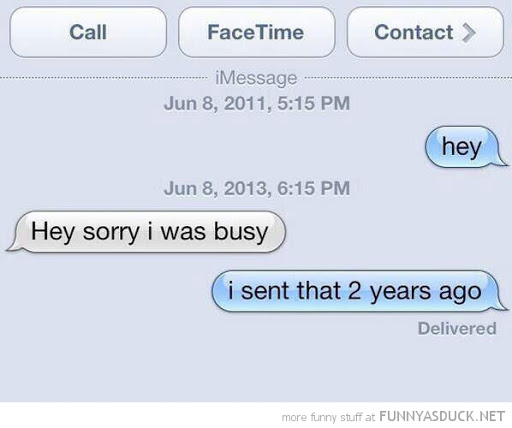 Call FaceTime Contact
iMessage
Jun 8, 2011, 5:15 PM
hey
Jun 8, 2013, 6:15 PM
Hey sorry i was busy
i sent that 2 years ago
Delivered
more funny stuff at FUNNYASDUCK.NET